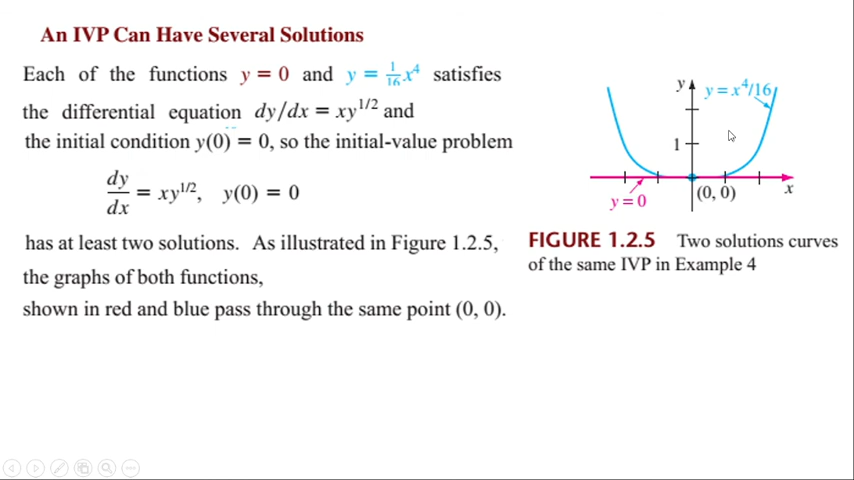 An IVP Can Have Several Solutions
Each of the functions y = 0 and y = 1/16 x⁴ satisfies
the differential equation dy/dx = xy^1/2 and
the initial condition y(0) = 0, so the initial-value problem
dy/dx = xy^1/2, y(0) = 0
has at least two solutions. As illustrated in Figure 1.2.5,
the graphs of both functions,
shown in red and blue pass through the same point (0, 0).
y
y = x⁴/16
1
(0, 0)
x
y = 0
FIGURE 1.2.5 Two solutions curves
of the same IVP in Example 4